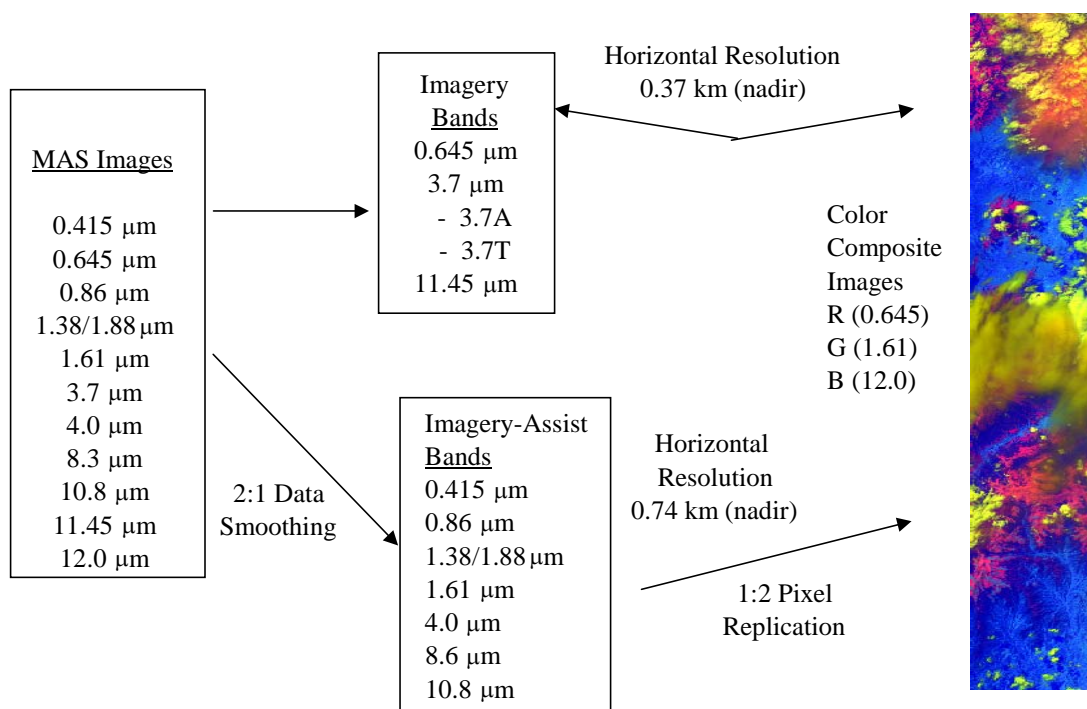 MAS Images
0.415 μm
0.645 μm
0.86 μm
1.38/1.88 μm
1.61 μm
3.7 μm
4.0 μm
8.3 μm
10.8 μm
11.45 μm
12.0 μm
2:1 Data
Smoothing
Imagery
Bands
0.645 μm
3.7 μm
- 3.7A
- 3.7T
11.45 μm
Imagery-Assist
Bands
0.415 μm
0.86 μm
1.38/1.88 μm
1.61 μm
4.0 μm
8.6 μm
10.8 μm
Horizontal Resolution
0.37 km (nadir)
Horizontal
Resolution
0.74 km (nadir)
1:2 Pixel
Replication
Color
Composite
Images
R (0.645)
G (1.61)
B (12.0)